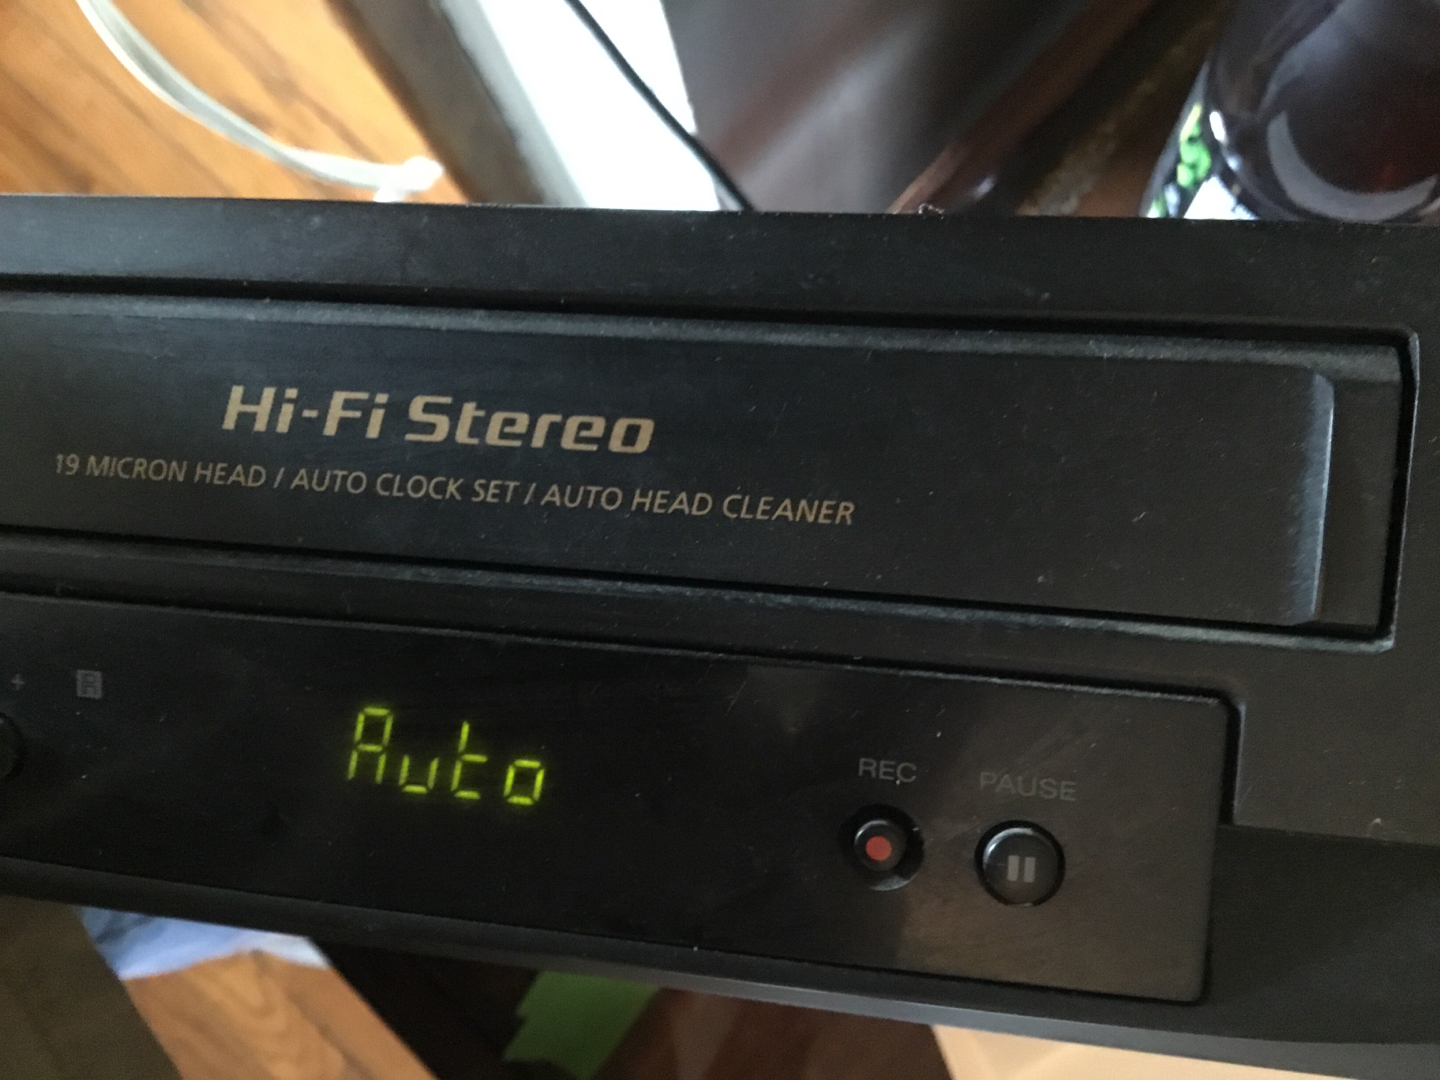 Hi-Fi Stereo
19 MICRON HEAD / AUTO CLOCK SET / AUTO HEAD CLEANER
+
Auto
REC PAUSE